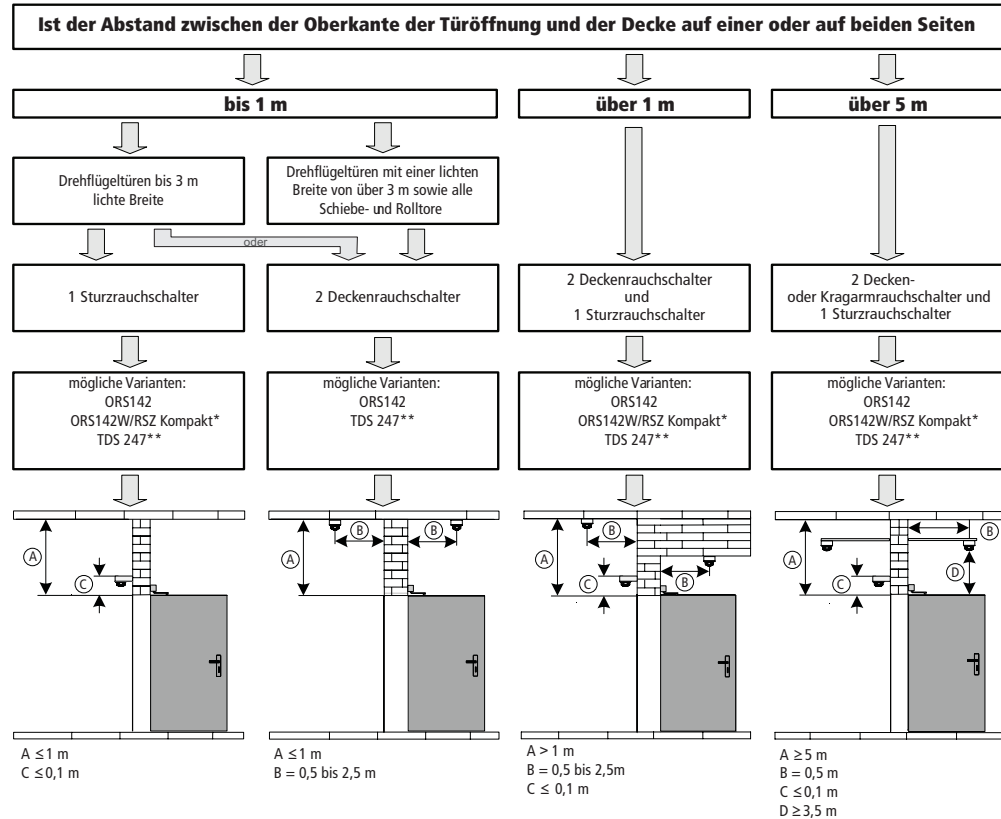 Ist der Abstand zwischen der Oberkante der Türöffnung und der Decke auf einer oder auf beiden Seiten
bis 1 m
über 1 m
über 5 m
Drehflügeltüren bis 3 m
lichte Breite
Drehflügeltüren mit einer lichten
Breite von über 3 m sowie alle
Schiebe- und Rolltore
oder
1 Sturzrauchschalter
2 Deckenrauchschalter
2 Deckenrauchschalter
und
1 Sturzrauchschalter
2 Decken-
oder Kragarmrauchschalter und
1 Sturzrauchschalter
mögliche Varianten:
ORS142
ORS142W/RSZ Kompakt*
TDS 247**
mögliche Varianten:
ORS142
TDS 247**
mögliche Varianten:
ORS142
ORS142W/RSZ Kompakt*
TDS 247**
mögliche Varianten:
ORS142
ORS142W/RSZ Kompakt*
TDS 247**
A
C
A
B
B
A
B
C
B
A
B
C
D
A ≤1 m
C ≤0,1 m
A ≤1 m
B = 0,5 bis 2,5 m
A > 1 m
B = 0,5 bis 2,5m
C ≤ 0,1 m
A ≥5 m
B = 0,5 m
C ≤0,1 m
D ≥3,5 m